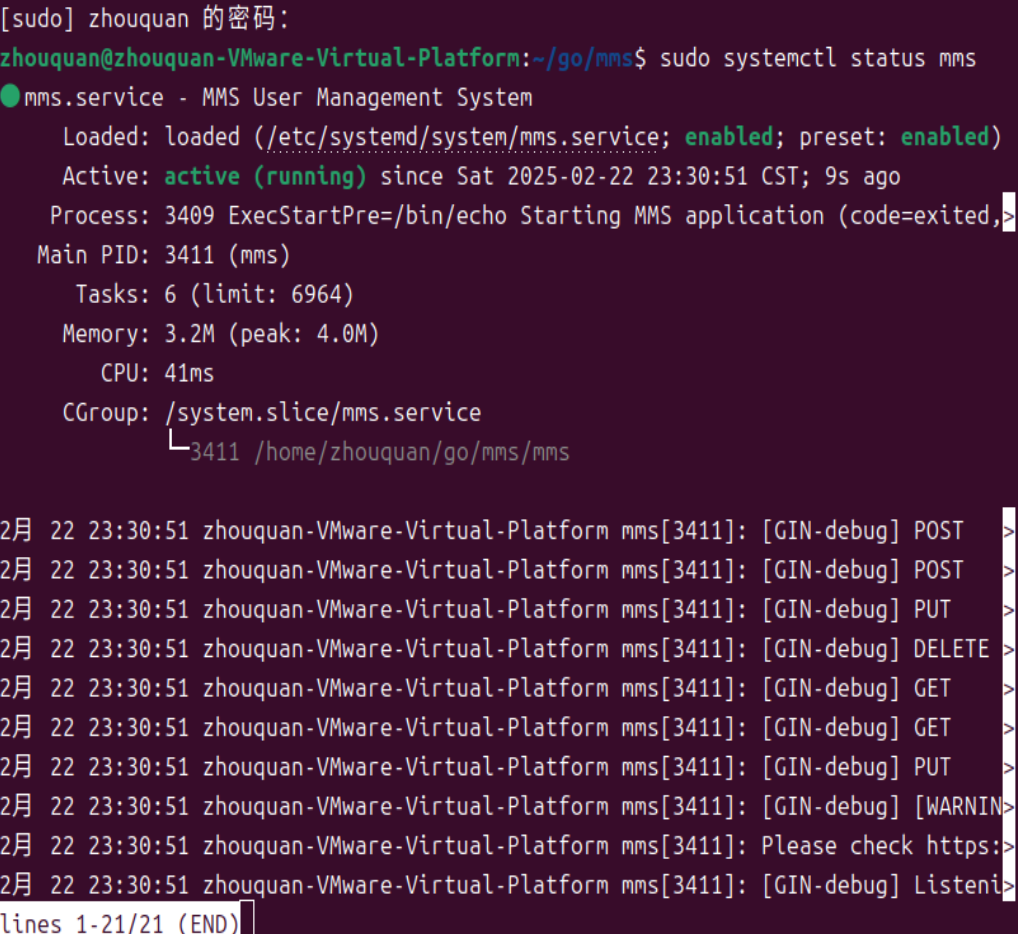 [sudo] zhouquan 的密码：
zhouquan@zhouquan-VMware-Virtual-Platform:~/go/mms$ sudo systemctl status mms
●mms.service - MMS User Management System
Loaded: loaded (/etc/systemd/system/mms.service; enabled; preset: enabled)
Active: active (running) since Sat 2025-02-22 23:30:51 CST; 9s ago
Process: 3409 ExecStartPre=/bin/echo Starting MMS application (code=exited,>
Main PID: 3411 (mms)
Tasks: 6 (limit: 6964)
Memory: 3.2M (peak: 4.0M)
CPU: 41ms
CGroup: /system.slice/mms.service
└─3411 /home/zhouquan/go/mms/mms
2月 22 23:30:51 zhouquan-VMware-Virtual-Platform mms[3411]: [GIN-debug] POST >
2月 22 23:30:51 zhouquan-VMware-Virtual-Platform mms[3411]: [GIN-debug] POST >
2月 22 23:30:51 zhouquan-VMware-Virtual-Platform mms[3411]: [GIN-debug] PUT >
2月 22 23:30:51 zhouquan-VMware-Virtual-Platform mms[3411]: [GIN-debug] DELETE >
2月 22 23:30:51 zhouquan-VMware-Virtual-Platform mms[3411]: [GIN-debug] GET >
2月 22 23:30:51 zhouquan-VMware-Virtual-Platform mms[3411]: [GIN-debug] GET >
2月 22 23:30:51 zhouquan-VMware-Virtual-Platform mms[3411]: [GIN-debug] PUT >
2月 22 23:30:51 zhouquan-VMware-Virtual-Platform mms[3411]: [GIN-debug] [WARNIN>
2月 22 23:30:51 zhouquan-VMware-Virtual-Platform mms[3411]: Please check https:>
2月 22 23:30:51 zhouquan-VMware-Virtual-Platform mms[3411]: [GIN-debug] Listeni>
lines 1-21/21 (END)